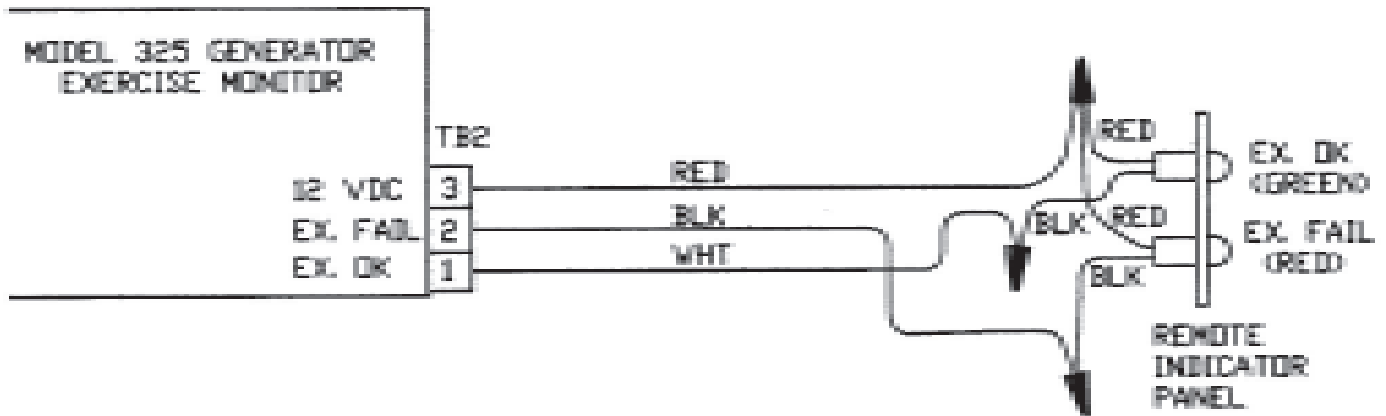 MODEL 325 GENERATOR
EXERCISE MONITOR
TB2
12 VDC 3
EX. FAIL 2
EX. OK 1
RED
BLK
WHT
RED
BLK
RED
BLK
EX. OK
(GREEN)
EX. FAIL
(RED)
REMOTE
INDICATOR
PANEL